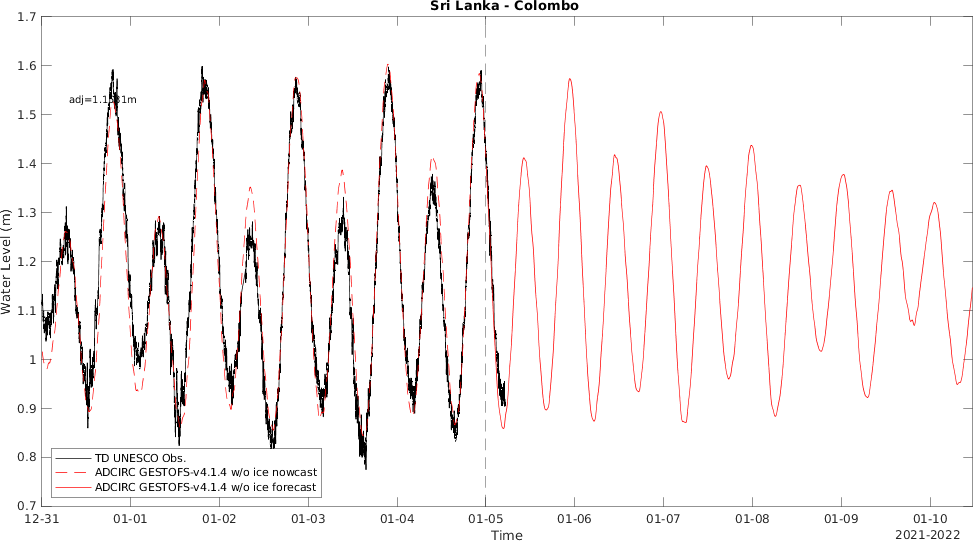 Sri Lanka - Colombo
1.7
1.6
1.5
1.4
1.3
1.2
1.1
1
0.9
0.8
0.7
Water Level (m)
adj=1.1531m
TD UNESCO Obs.
ADCIRC GESTOFS-v4.1.4 w/o ice nowcast
ADCIRC GESTOFS-v4.1.4 w/o ice forecast
12-31 01-01 01-02 01-03 01-04 01-05 01-06 01-07 01-08 01-09 01-10
Time
2021-2022